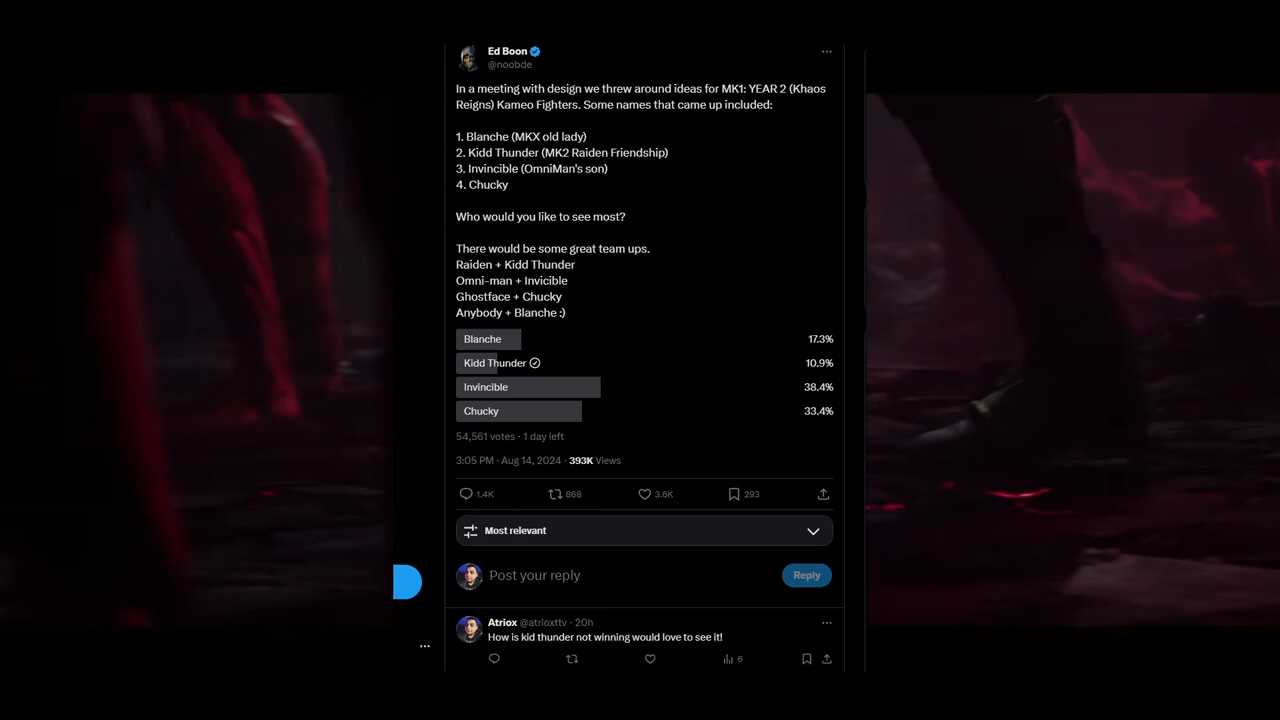 Ed Boon
@noobde
In a meeting with design we threw around ideas for MK1: YEAR 2 (Khaos
Reigns) Kameo Fighters. Some names that came up included:
1. Blanche (MKX old lady)
2. Kidd Thunder (MK2 Raiden Friendship)
3. Invincible (OmniMan's son)
4. Chucky
Who would you like to see most?
There would be some great team ups.
Raiden + Kidd Thunder
Omni-man + Invicible
Ghostface + Chucky
Anybody + Blanche :)
Blanche 17.3%
Kidd Thunder 10.9%
Invincible 38.4%
Chucky 33.4%
54,561 votes · 1 day left
3:05 PM · Aug 14, 2024 · 393K Views
1.4K 868 3.6K 293
Most relevant
Post your reply Reply
Atriox @atrioxttv · 20h
How is kid thunder not winning would love to see it!
6